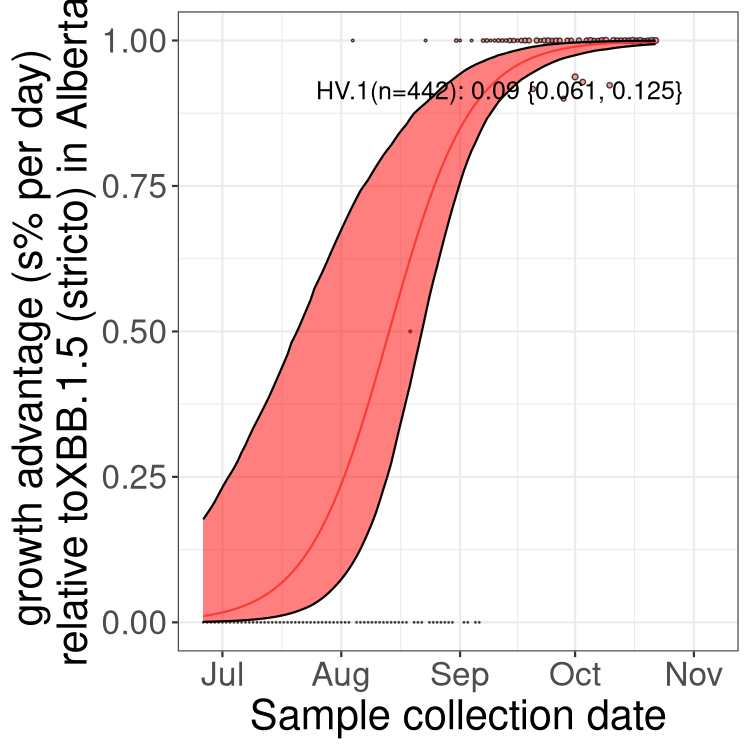 growth advantage (s% per day)
relative toXBB.1.5 (stricto) in Alberta
1.00
0.75
0.50
0.25
0.00
HV.1(n=442): 0.09 {0.061, 0.125}
Jul
Aug
Sep
Oct
Nov
Sample collection date